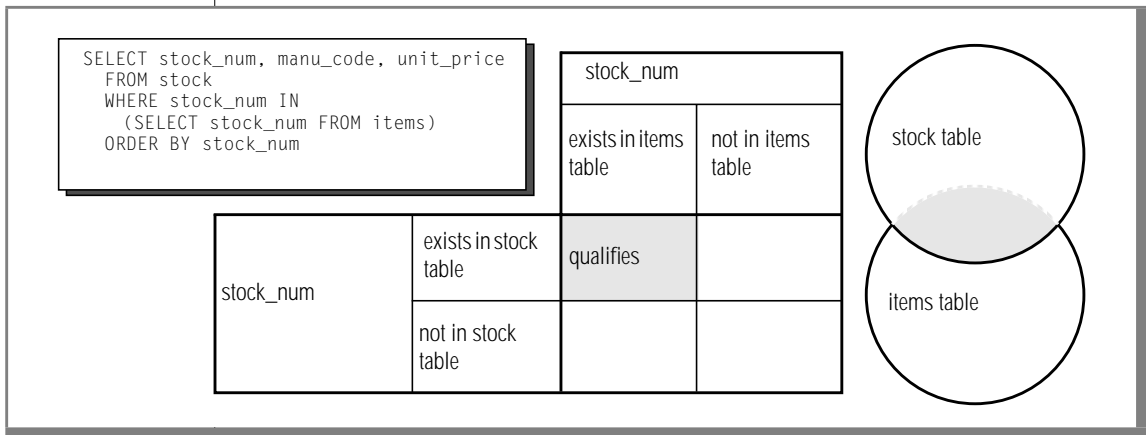 SELECT stock_num, manu_code, unit_price
FROM stock
WHERE stock_num IN
(SELECT stock_num FROM items)
ORDER BY stock_num
stock_num
exists in items
table
not in items
table
stock_num
exists in stock
table
qualifies
not in stock
table
stock table
items table